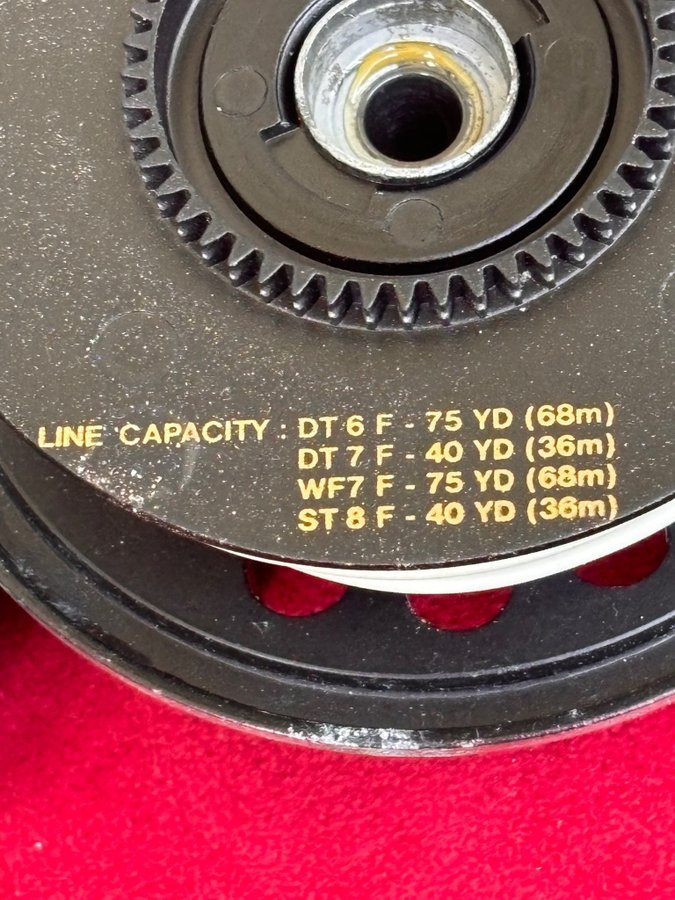 LINE CAPACITY : DT 6 F - 75 YD (68m)
DT 7 F - 40 YD (36m)
WF7 F - 75 YD (68m)
ST 8 F - 40 YD (36m)